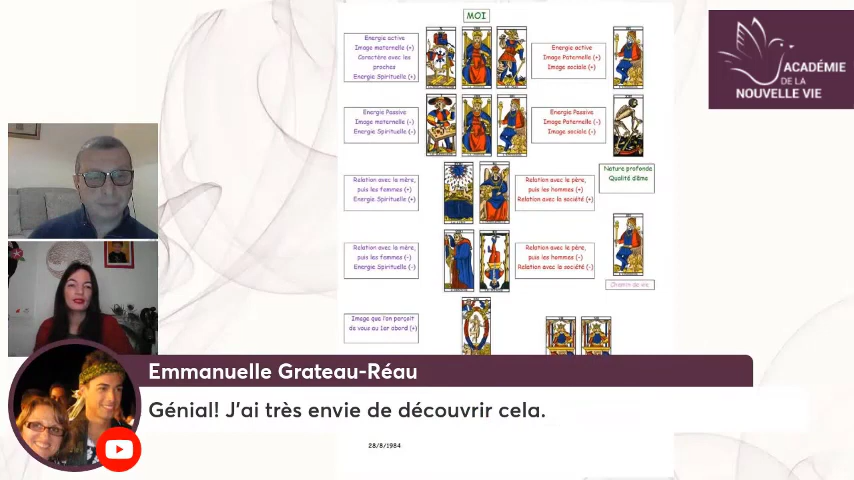 MOI
Energie active
Image maternelle (+)
Caractère avec les
proches
Energie Spirituelle (+)
Energie active
Image Paternelle (+)
Image sociale (+)
Energie Passive
Image maternelle (-)
Energie Spirituelle (-)
Energie Passive
Image Paternelle (-)
Image sociale (-)
Nature profonde
Qualité d'âme
Relation avec la mère,
puis les femmes (+)
Energie Spirituelle (+)
Relation avec le père,
puis les hommes (+)
Relation avec la société (+)
Relation avec la mère,
puis les femmes (-)
Energie Spirituelle (-)
Relation avec le père,
puis les hommes (-)
Relation avec la société (-)
Chemin de vie
Image que l'on perçoit
de vous au 1er abord (+)
ACADÉMIE
DE LA
NOUVELLE VIE
Emmanuelle Grateau-Réau
Génial! J'ai très envie de découvrir cela.
28/8/1984